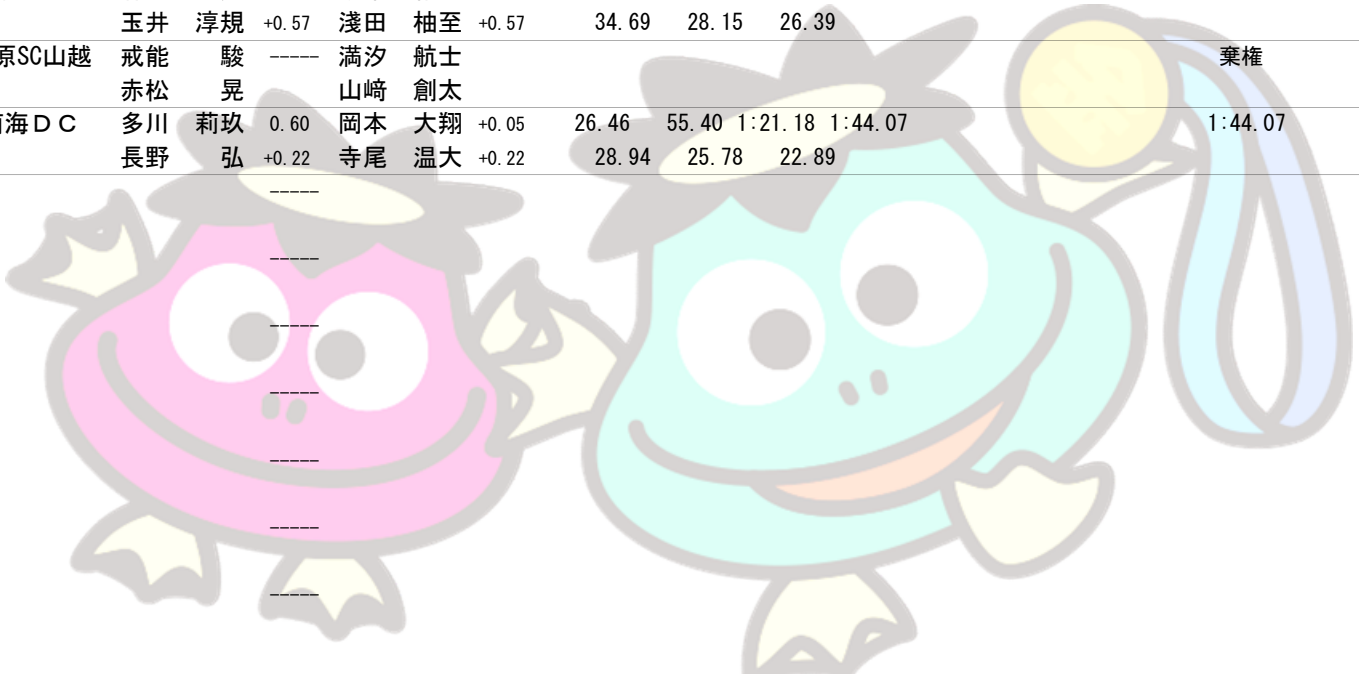 玉井 淳規 +0.57 淺田 柚至 +0.57 34.69 28.15 26.39
原SC山越 戒能 駿 ----- 満汐 航士 棄権
赤松 晃 山﨑 創太
海ＤＣ 多川 莉玖 0.60 岡本 大翔 +0.05 26.46 55.40 1:21.18 1:44.07 1:44.07
長野 弘 +0.22 寺尾 温大 +0.22 28.94 25.78 22.89
-----
-----
-----
-----
-----
-----
-----